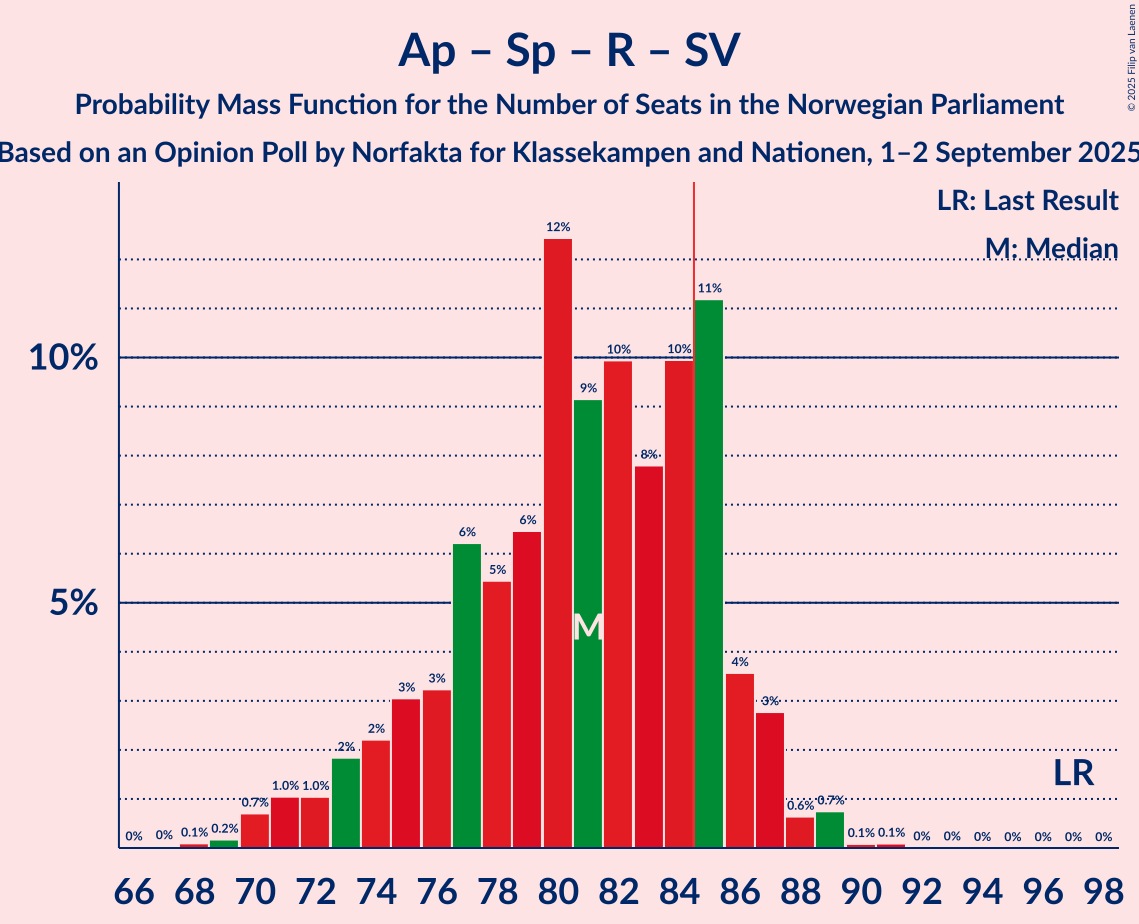 © 2025 Filip van Laenen
Ap – Sp – R – SV
Probability Mass Function for the Number of Seats in the Norwegian Parliament
Based on an Opinion Poll by Norfakta for Klassekampen and Nationen, 1–2 September 2025
LR: Last Result
M: Median
10%
5%
0% 0% 0.1% 0.2% 0.7% 1.0% 1.0% 2% 2% 3% 3% 6% 5% 6% 12% 9% 10% 8% 10% 11% 4% 3% 0.6% 0.7% 0.1% 0.1% 0% 0% 0% 0% 0% 0% 0%
M
LR
66 68 70 72 74 76 78 80 82 84 86 88 90 92 94 96 98